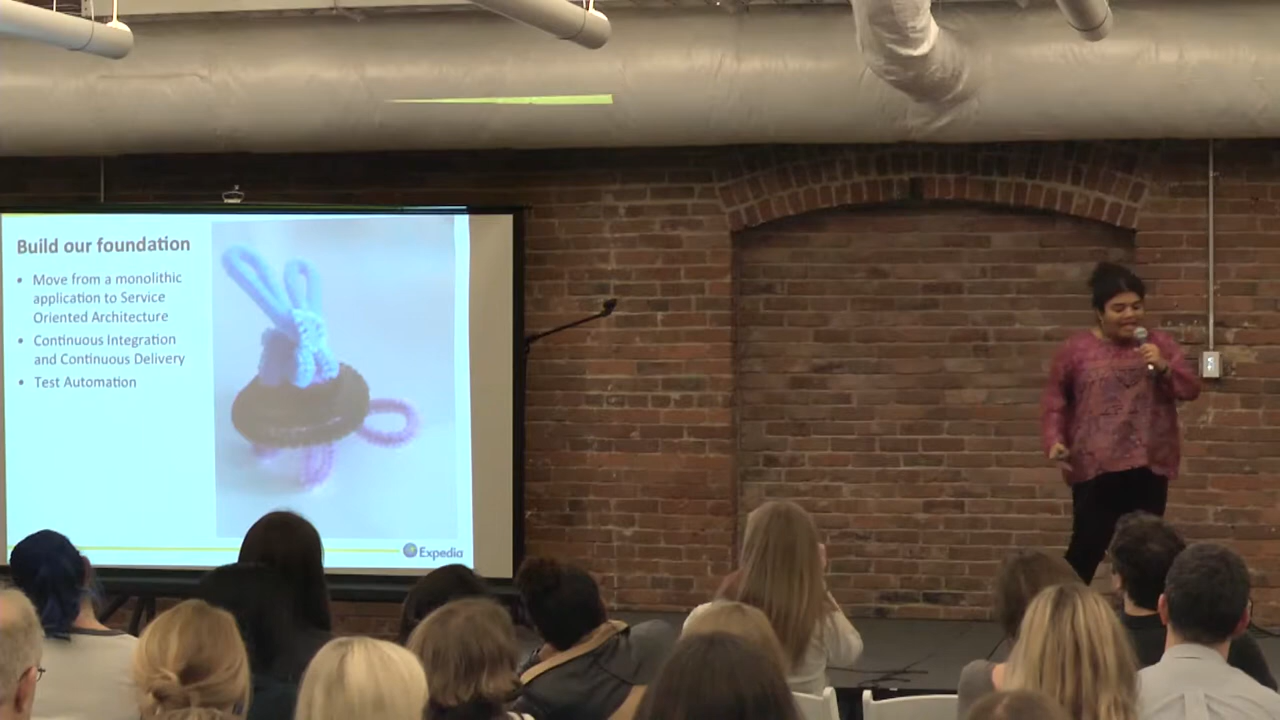 Build our foundation
• Move from a monolithic
application to Service
Oriented Architecture
• Continuous Integration
and Continuous Delivery
• Test Automation
Expedia